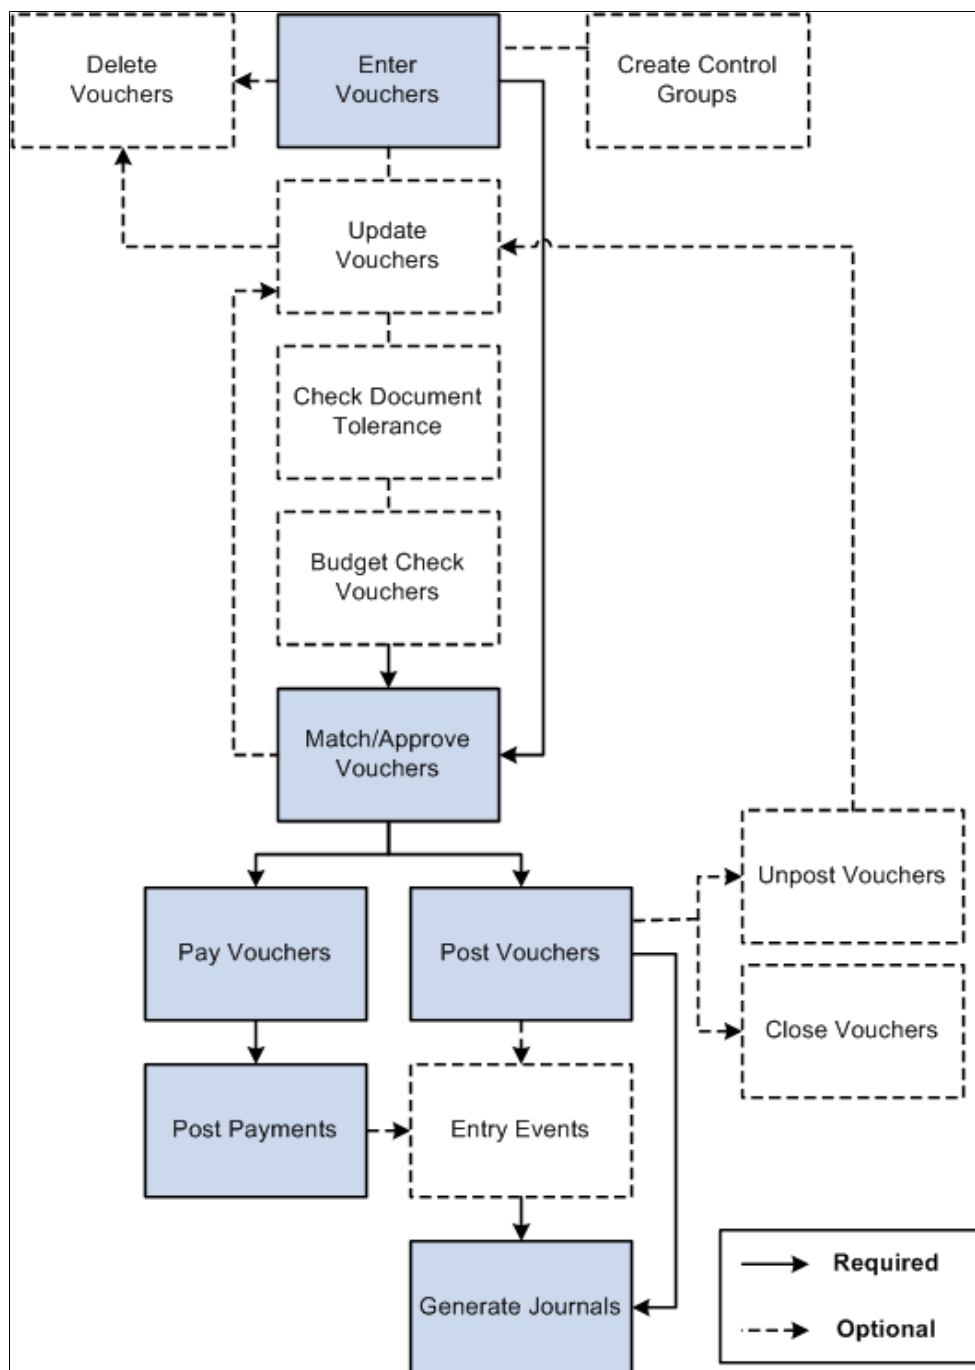 Delete
Vouchers
Enter
Vouchers
Create Control
Groups
Update
Vouchers
Check Document
Tolerance
Budget Check
Vouchers
Match/Approve
Vouchers
Unpost Vouchers
Pay Vouchers
Post Vouchers
Close Vouchers
Post Payments
Entry Events
Generate Journals
Required
Optional